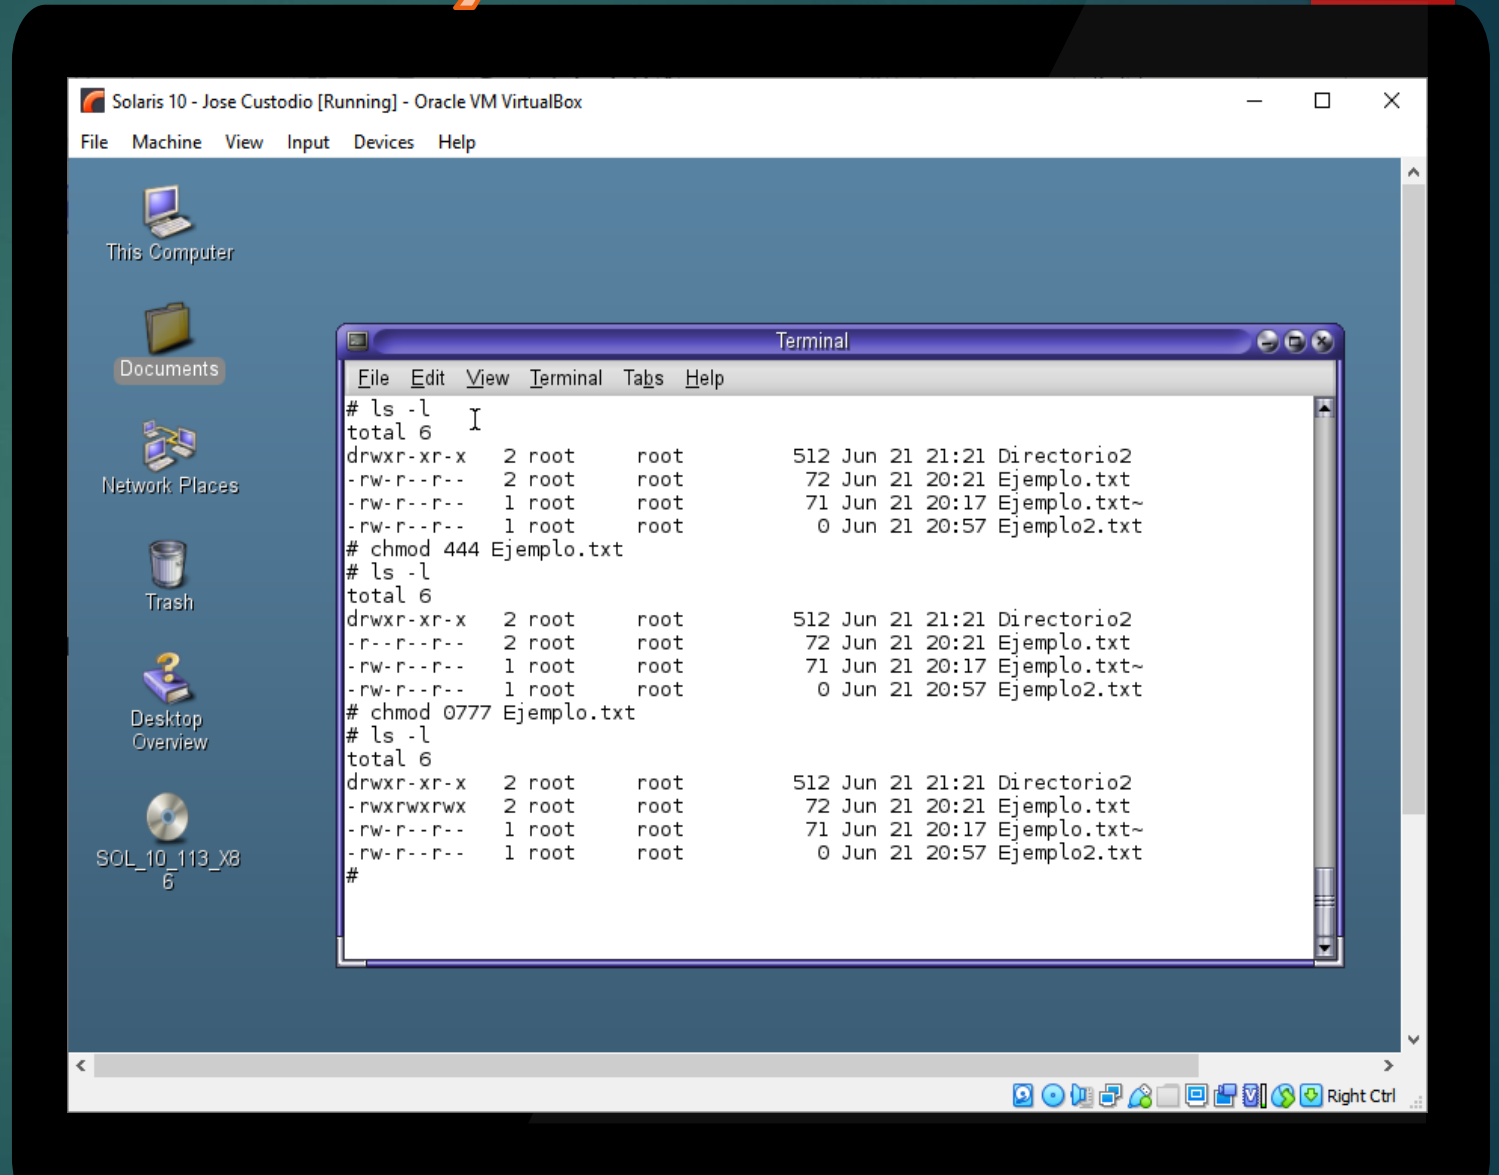 Solaris 10 - Jose Custodio [Running] - Oracle VM VirtualBox
File Machine View Input Devices Help
This Computer
Documents
Network Places
Trash
Desktop
Overview
SOL_10_113_X8
6
Terminal
File Edit View Terminal Tabs Help
# ls -l
total 6
drwxr-xr-x 2 root root 512 Jun 21 21:21 Directorio2
-rw-r--r-- 2 root root 72 Jun 21 20:21 Ejemplo.txt
-rw-r--r-- 1 root root 71 Jun 21 20:17 Ejemplo.txt~
-rw-r--r-- 1 root root 0 Jun 21 20:57 Ejemplo2.txt
# chmod 444 Ejemplo.txt
# ls -l
total 6
drwxr-xr-x 2 root root 512 Jun 21 21:21 Directorio2
-r--r--r-- 2 root root 72 Jun 21 20:21 Ejemplo.txt
-rw-r--r-- 1 root root 71 Jun 21 20:17 Ejemplo.txt~
-rw-r--r-- 1 root root 0 Jun 21 20:57 Ejemplo2.txt
# chmod 0777 Ejemplo.txt
# ls -l
total 6
drwxr-xr-x 2 root root 512 Jun 21 21:21 Directorio2
-rwxrwxrwx 2 root root 72 Jun 21 20:21 Ejemplo.txt
-rw-r--r-- 1 root root 71 Jun 21 20:17 Ejemplo.txt~
-rw-r--r-- 1 root root 0 Jun 21 20:57 Ejemplo2.txt
#
Right Ctrl